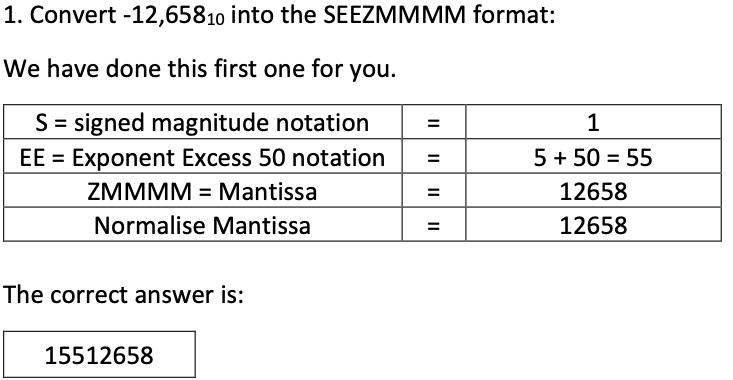 1. Convert -12,658₁₀ into the SEEZMMMM format:
We have done this first one for you.
S = signed magnitude notation = 1
EE = Exponent Excess 50 notation = 5 + 50 = 55
ZMMMM = Mantissa = 12658
Normalise Mantissa = 12658
The correct answer is:
15512658